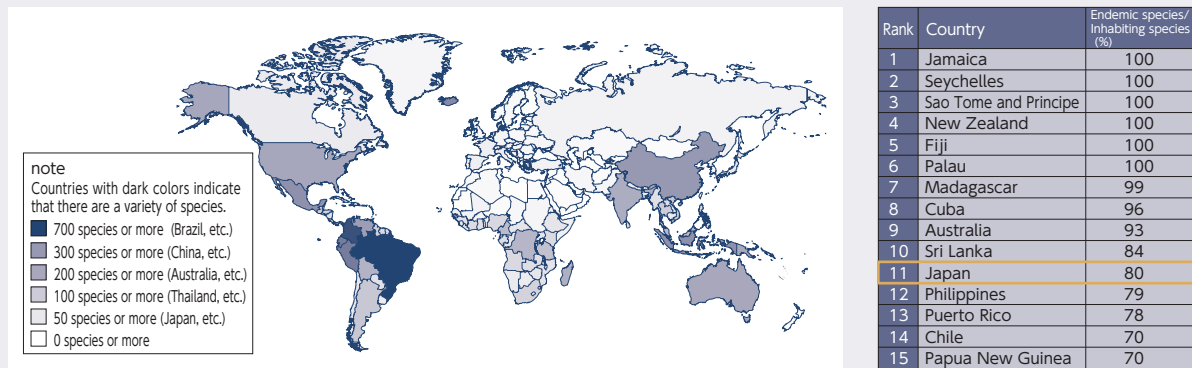 note
Countries with dark colors indicate
that there are a variety of species.
700 species or more (Brazil, etc.)
300 species or more (China, etc.)
200 species or more (Australia, etc.)
100 species or more (Thailand, etc.)
50 species or more (Japan, etc.)
0 species or more
Rank Country Endemic species/
Inhabiting species
(%)
1 Jamaica 100
2 Seychelles 100
3 Sao Tome and Principe 100
4 New Zealand 100
5 Fiji 100
6 Palau 100
7 Madagascar 99
8 Cuba 96
9 Australia 93
10 Sri Lanka 84
11 Japan 80
12 Philippines 79
13 Puerto Rico 78
14 Chile 70
15 Papua New Guinea 70